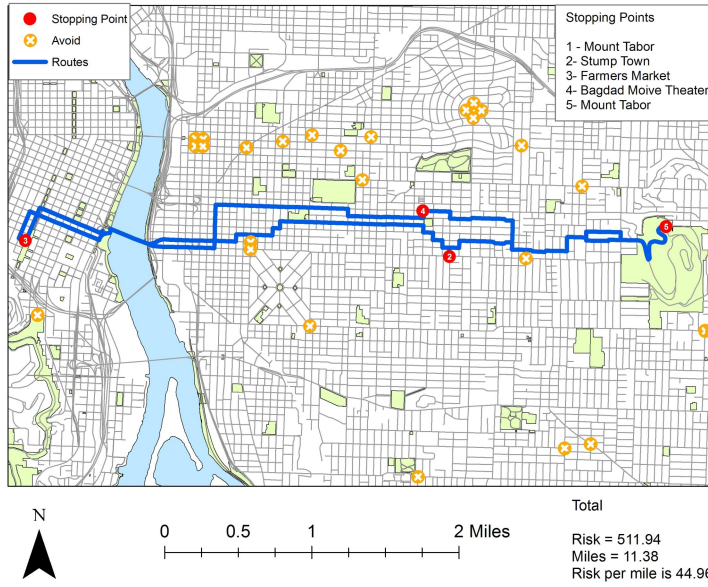 Stopping Point
Avoid
Routes
Stopping Points
1 - Mount Tabor
2- Stump Town
3- Farmers Market
4- Bagdad Moive Theater
5- Mount Tabor
4
5
3
2
N
0 0.5 1 2 Miles
Total
Risk = 511.94
Miles = 11.38
Risk per mile is 44.96